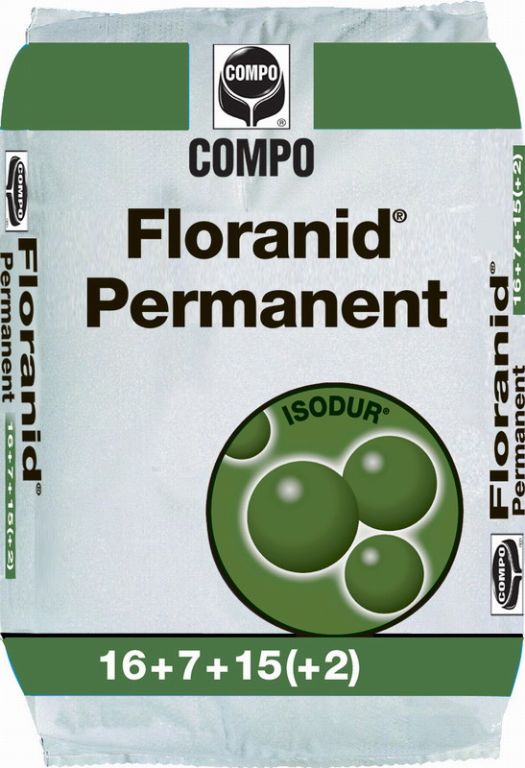 COMPO
®
COMPO
Floranid®
Permanent
ISODUR®
16+7+15(+2)
COMPO
Floranid®
Permanent
16+7+15(+2)
COMPO
Floranid®
Permanent
16+7+15(+2)